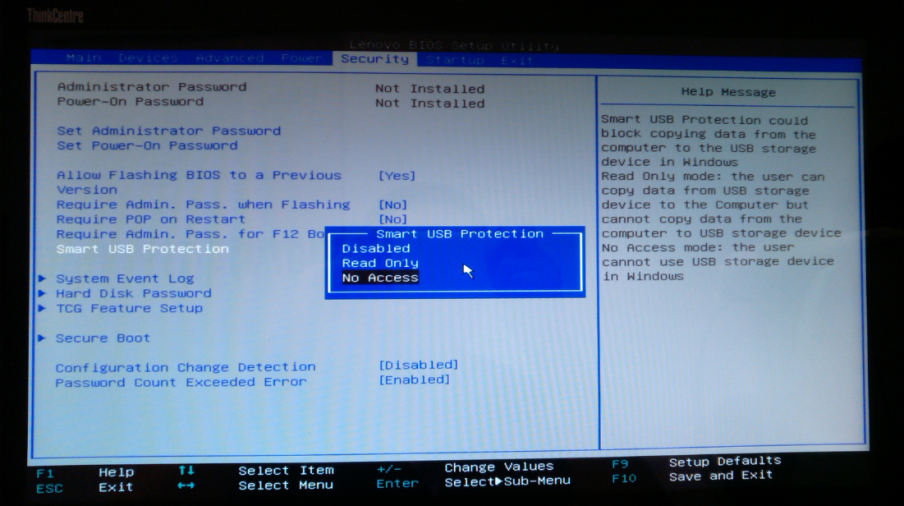 ThinkCentre
Lenovo BIOS Setup Utility
Main Devices Advanced Power Security Startup Exit
Administrator Password Not Installed
Power-On Password Not Installed
Set Administrator Password
Set Power-On Password
Allow Flashing BIOS to a Previous [Yes]
Version
Require Admin. Pass. when Flashing [No]
Require POP on Restart [No]
Require Admin. Pass. for F12 Bo
Smart USB Protection
▶ System Event Log
▶ Hard Disk Password
▶ TCG Feature Setup
▶ Secure Boot
Configuration Change Detection [Disabled]
Password Count Exceeded Error [Enabled]
Smart USB Protection
Disabled
Read Only
No Access
Help Message
Smart USB Protection could
block copying data from the
computer to the USB storage
device in Windows
Read Only mode: the user can
copy data from USB storage
device to the Computer but
cannot copy data from the
computer to USB storage device
No Access mode: the user
cannot use USB storage device
in Windows
F1 Help ↑↓ Select Item +/- Change Values F9 Setup Defaults
ESC Exit ←→ Select Menu Enter Select▶Sub-Menu F10 Save and Exit